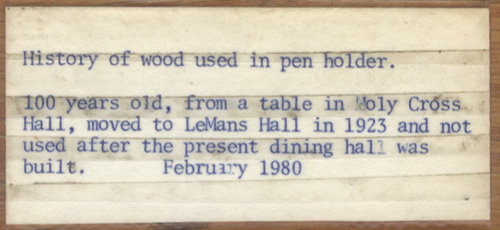 History of wood used in pen holder.
100 years old, from a table in Holy Cross
Hall, moved to LeMans Hall in 1923 and not
used after the present dining hall was
built. February 1980